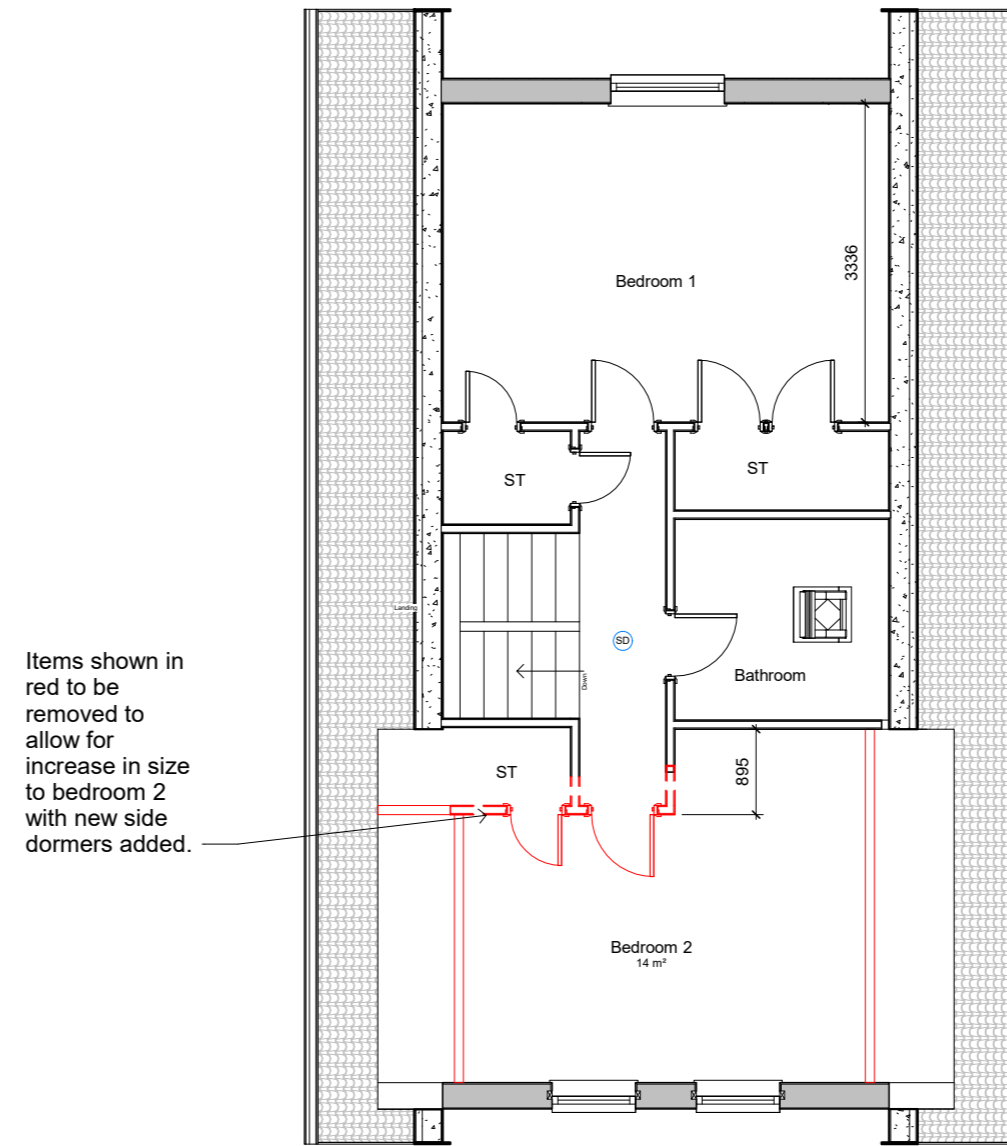 Bedroom 1
3336
ST
ST
Landing
SD
Down
Bathroom
Items shown in
red to be
removed to
allow for
increase in size
to bedroom 2
with new side
dormers added.
ST
895
Bedroom 2
14 m²